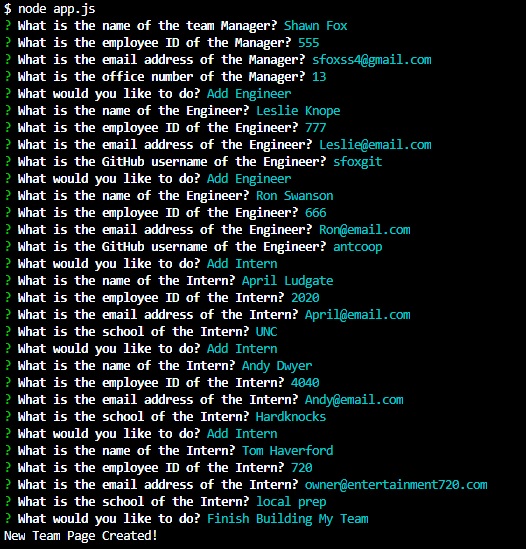 $ node app.js
? What is the name of the team Manager? Shawn Fox
? What is the employee ID of the Manager? 555
? What is the email address of the Manager? sfoxss4@gmail.com
? What is the office number of the Manager? 13
? What would you like to do? Add Engineer
? What is the name of the Engineer? Leslie Knope
? What is the employee ID of the Engineer? 777
? What is the email address of the Engineer? Leslie@email.com
? What is the GitHub username of the Engineer? sfoxgit
? What would you like to do? Add Engineer
? What is the name of the Engineer? Ron Swanson
? What is the employee ID of the Engineer? 666
? What is the email address of the Engineer? Ron@email.com
? What is the GitHub username of the Engineer? antcoop
? What would you like to do? Add Intern
? What is the name of the Intern? April Ludgate
? What is the employee ID of the Intern? 2020
? What is the email address of the Intern? April@email.com
? What is the school of the Intern? UNC
? What would you like to do? Add Intern
? What is the name of the Intern? Andy Dwyer
? What is the employee ID of the Intern? 4040
? What is the email address of the Intern? Andy@email.com
? What is the school of the Intern? Hardknocks
? What would you like to do? Add Intern
? What is the name of the Intern? Tom Haverford
? What is the employee ID of the Intern? 720
? What is the email address of the Intern? owner@entertainment720.com
? What is the school of the Intern? local prep
? What would you like to do? Finish Building My Team
New Team Page Created!